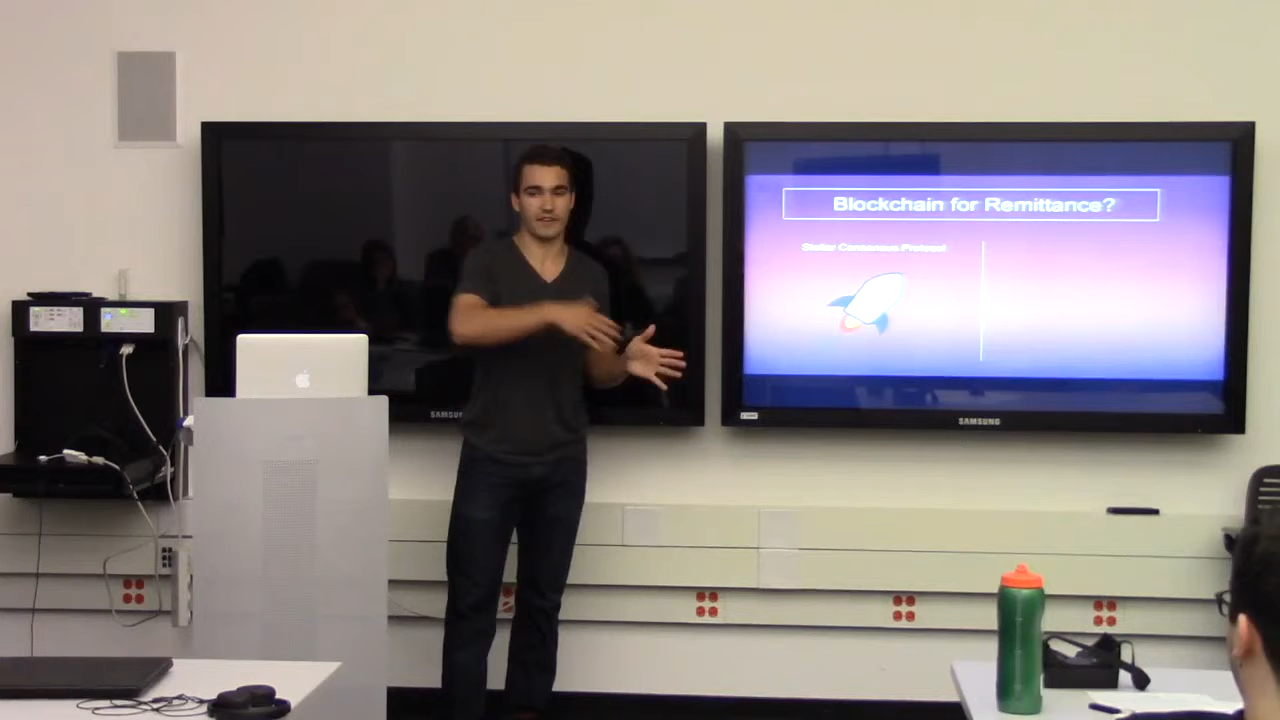 Blockchain for Remittance?
Stellar Consensus Protocol
SAMSUNG
SAMSUNG